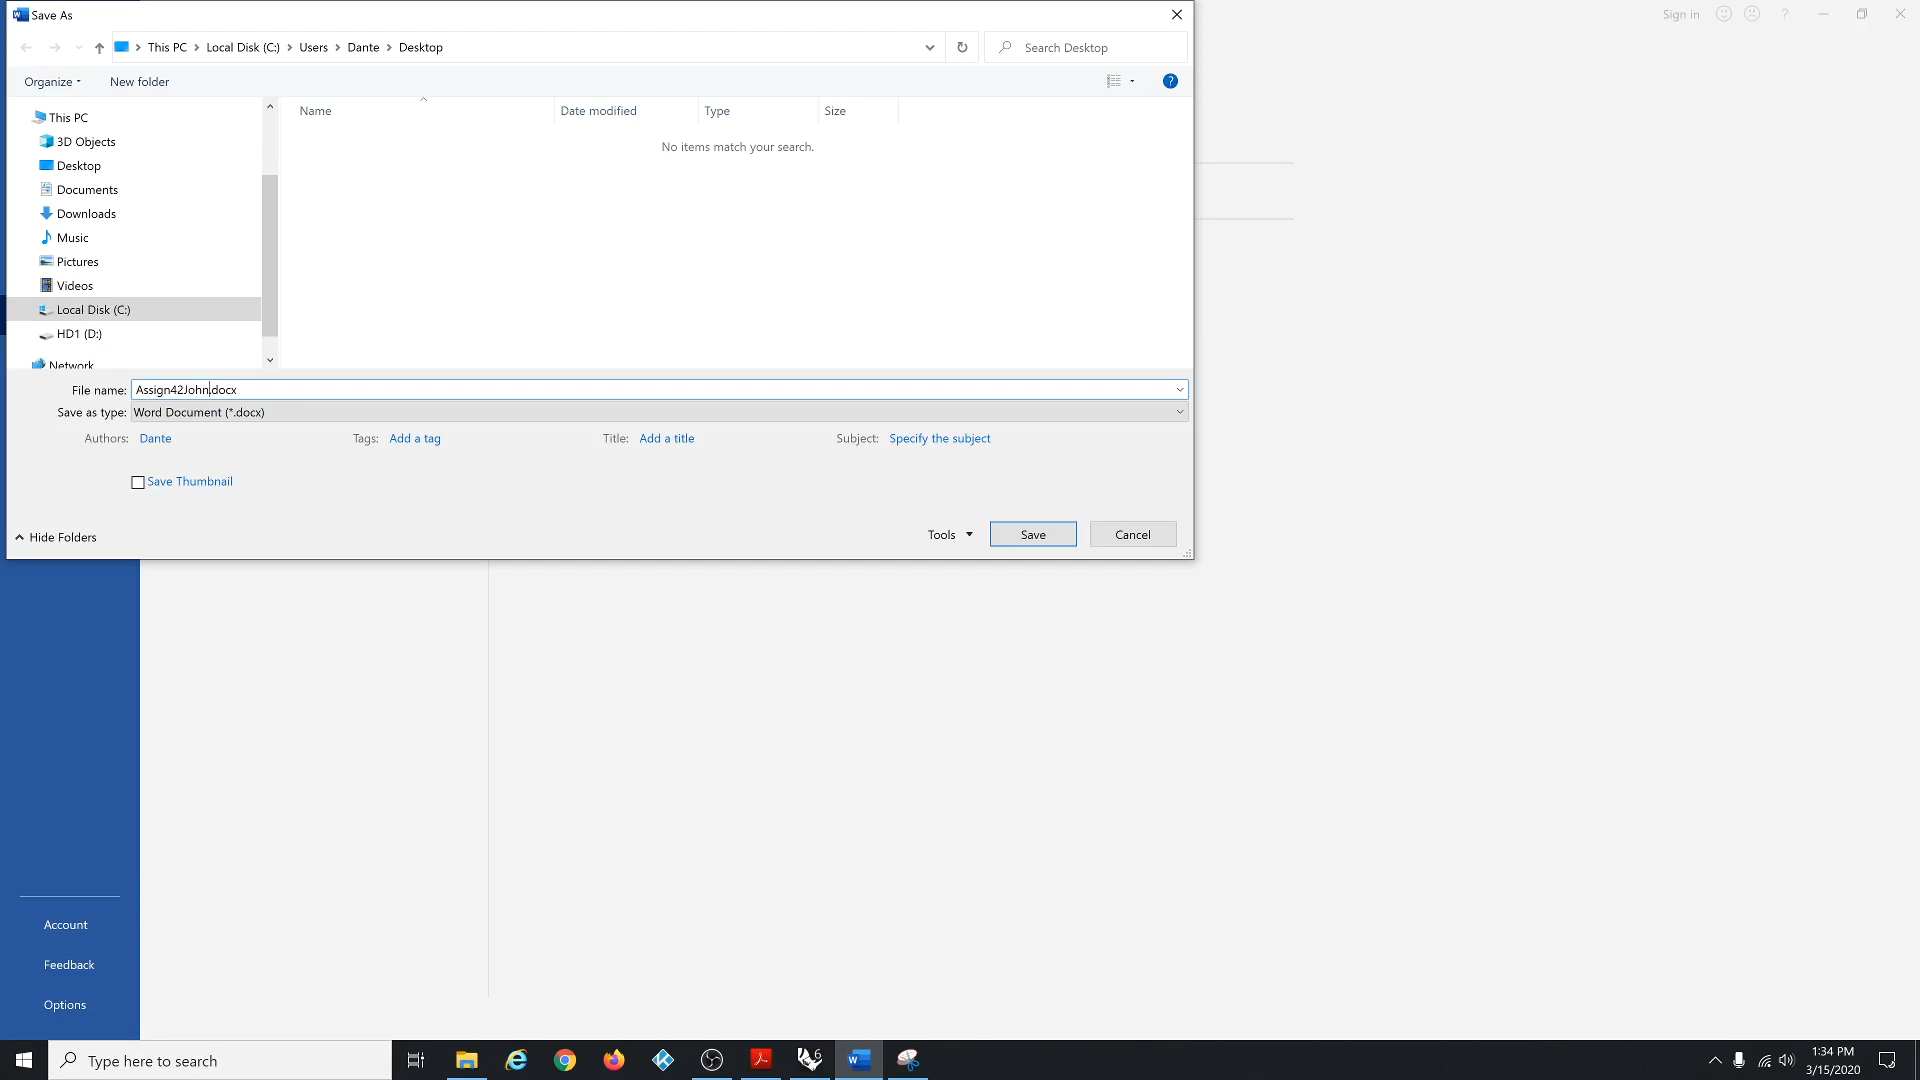 Save As
Sign in
This PC > Local Disk (C:) > Users > Dante > Desktop
Search Desktop
Organize
New folder
Name
Date modified
Type
Size
No items match your search.
This PC
3D Objects
Desktop
Documents
Downloads
Music
Pictures
Videos
Local Disk (C:)
HD1 (D:)
Network
File name: Assign42John.docx
Save as type: Word Document (*.docx)
Authors: Dante
Tags: Add a tag
Title: Add a title
Subject: Specify the subject
Save Thumbnail
Hide Folders
Tools
Save
Cancel
Account
Feedback
Options
Type here to search
1:34 PM
3/15/2020